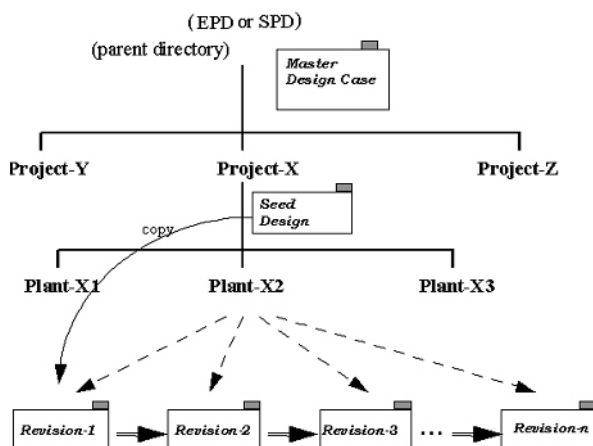 (EPD or SPD)
(parent directory)
Master
Design Case
Project-Y
Project-X
Project-Z
Seed
Design
copy
Plant-X1
Plant-X2
Plant-X3
Revision-1
Revision-2
Revision-3
...
Revision-n